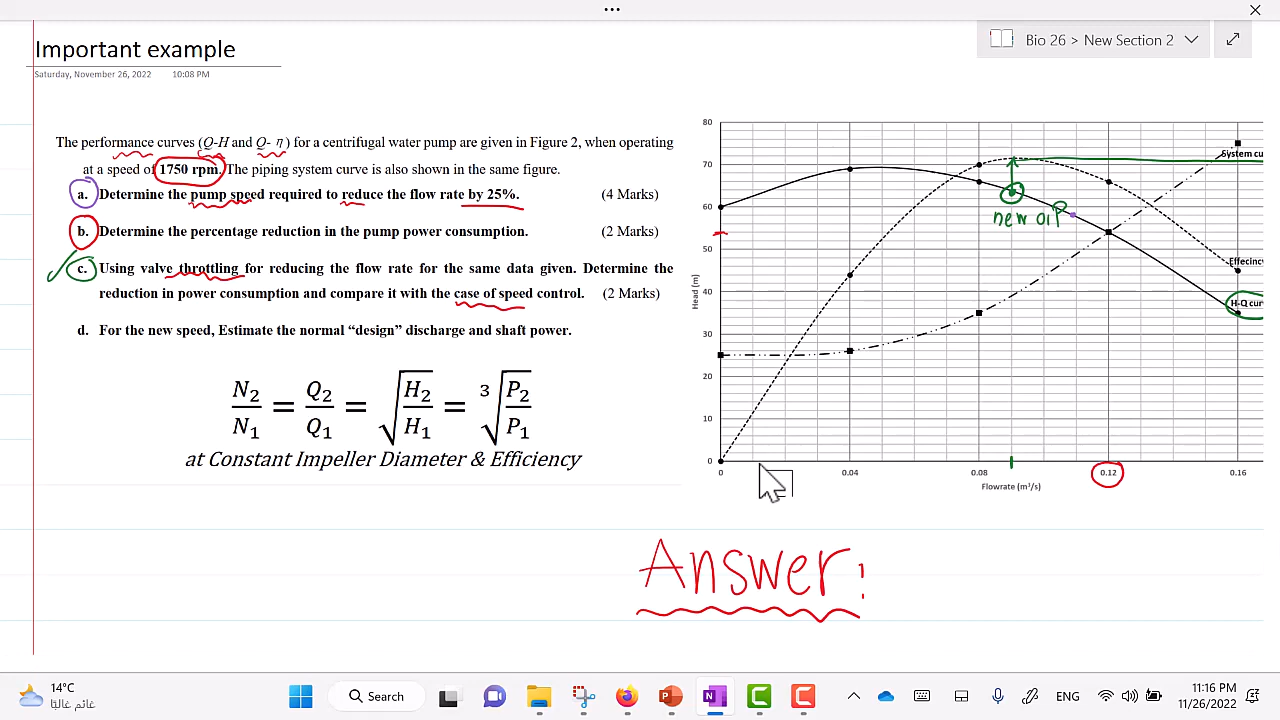 Important example
Bio 26 > New Section 2
Saturday, November 26, 2022 10:08 PM
The performance curves (Q-H and Q- η ) for a centrifugal water pump are given in Figure 2, when operating
at a speed of 1750 rpm. The piping system curve is also shown in the same figure.
a. Determine the pump speed required to reduce the flow rate by 25%. (4 Marks)
b. Determine the percentage reduction in the pump power consumption. (2 Marks)
c. Using valve throttling for reducing the flow rate for the same data given. Determine the
reduction in power consumption and compare it with the case of speed control. (2 Marks)
d. For the new speed, Estimate the normal “design” discharge and shaft power.
N₂/N₁ = Q₂/Q₁ = √(H₂/H₁) = ³√(P₂/P₁)
at Constant Impeller Diameter & Efficiency
80
70
60
50
40
30
20
10
0
Head (m)
System cu
new oip
Effecincy
H-Q cur
0 0.04 0.08 0.12 0.16
Flowrate (m³/s)
Answer:
14°C
غائم غالبًا
Search
ENG
11:16 PM
11/26/2022